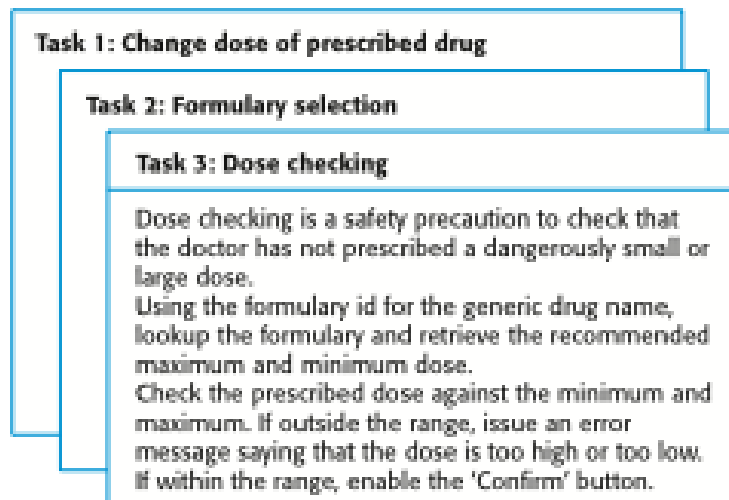 Task 1: Change dose of prescribed drug
Task 2: Formulary selection
Task 3: Dose checking
Dose checking is a safety precaution to check that
the doctor has not prescribed a dangerously small or
large dose.
Using the formulary id for the generic drug name,
lookup the formulary and retrieve the recommended
maximum and minimum dose.
Check the prescribed dose against the minimum and
maximum. If outside the range, issue an error
message saying that the dose is too high or too low.
If within the range, enable the ‘Confirm’ button.